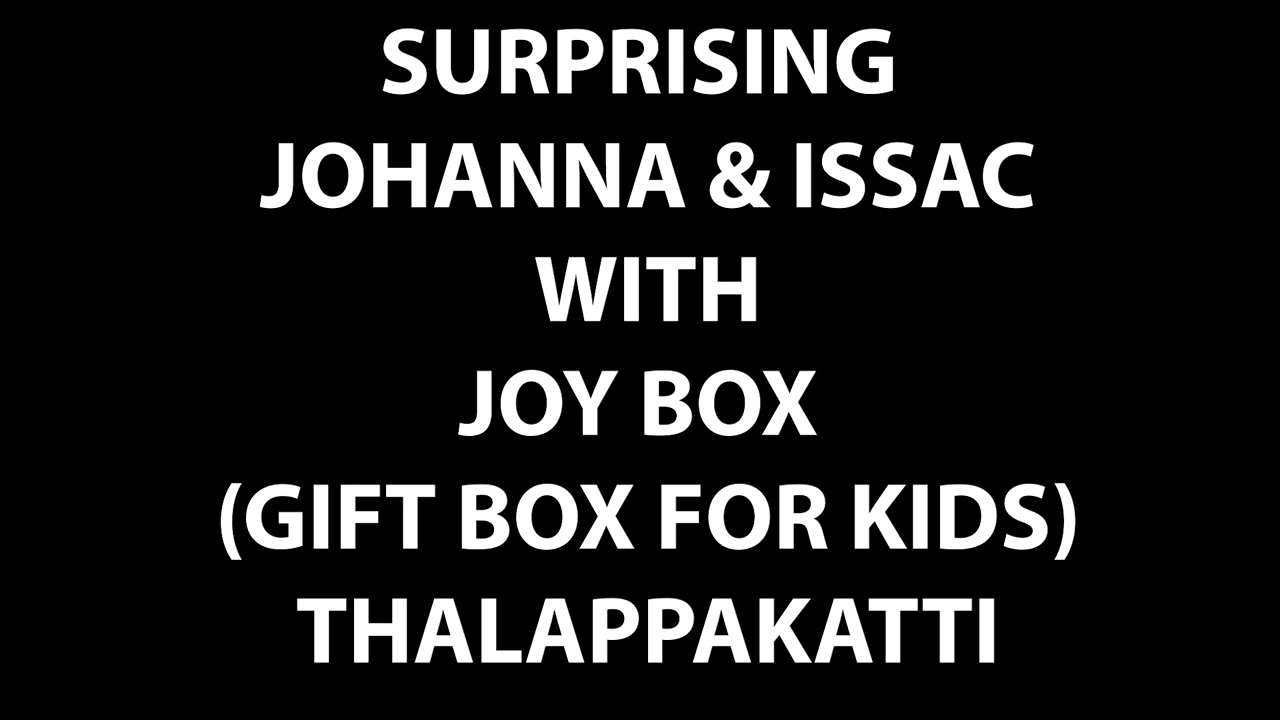 SURPRISING
JOHANNA & ISSAC
WITH
JOY BOX
(GIFT BOX FOR KIDS)
THALAPPAKATTI